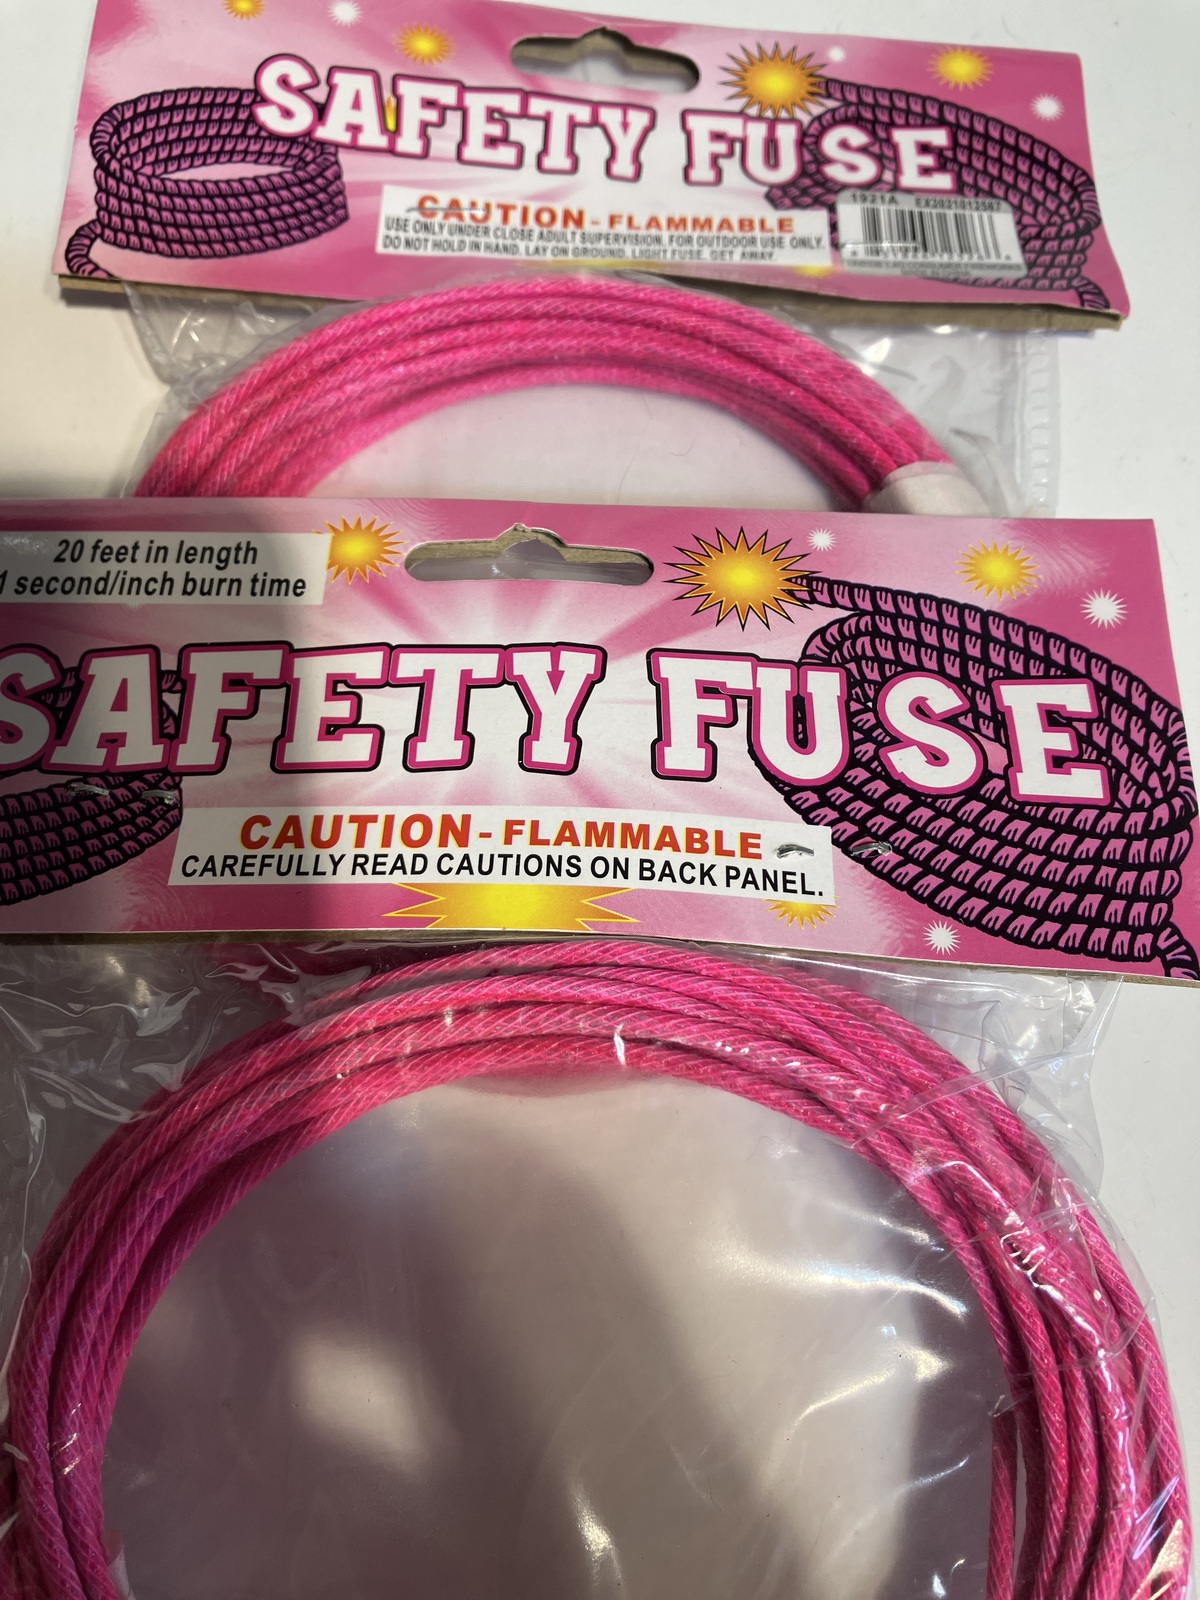 SAFETY FUSE
CAUTION - FLAMMABLE
USE ONLY UNDER CLOSE ADULT SUPERVISION. FOR OUTDOOR USE ONLY.
DO NOT HOLD IN HAND. LAY ON GROUND. LIGHT FUSE. GET AWAY.
1921A EX2021012567
20 feet in length
1 second/inch burn time
SAFETY FUSE
CAUTION - FLAMMABLE
CAREFULLY READ CAUTIONS ON BACK PANEL.